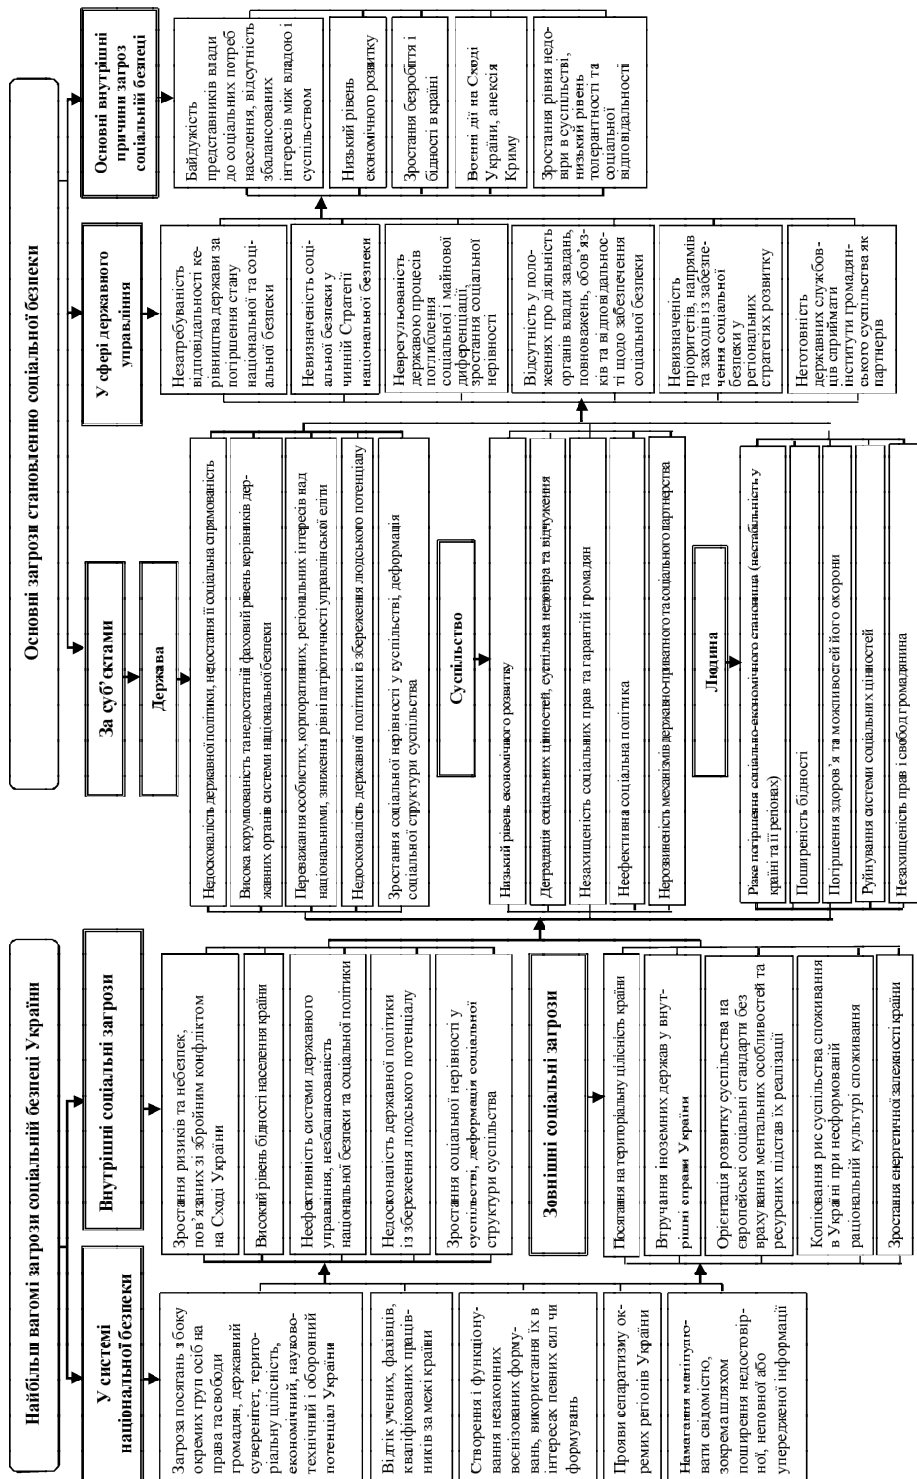 Найбільш вагомі загрози соціальній безпеці України
У системі
національної безпеки
Загроза посягань з боку
окремих груп осіб на
права та свободи
громадян, державний
суверенітет, терито-
ріальну цілісність,
економічний, науково-
технічний і оборонний
потенціал України
Відтік учених, фахівців,
кваліфікованих праців-
ників за межі країни
Створення і функціону-
вання незаконних
воєнізованих форму-
вань, використання їх в
інтересах певних сил чи
формувань
Прояви сепаратизму ок-
ремих регіонів України
Намагання маніпулю-
вати свідомістю,
зокрема шляхом
поширення недостовір-
ної, неповної або
упередженої інформації
Внутрішні соціальні загрози
Зростання ризиків та небезпек,
пов’язаних зі збройним конфліктом
на Сході України
Високий рівень бідності населення країни
Неефективність системи державного
управління, незбалансованість
національної безпеки та соціальної політики
Недосконалість державної політики
із збереження людського потенціалу
Зростання соціальної нерівності у
суспільстві, деформація соціальної
структури суспільства
Зовнішні соціальні загрози
Посягання на територіальну цілісність країни
Втручання іноземних держав у внут-
рішні справи України
Орієнтація розвитку суспільства на
європейські соціальні стандарти без
врахування ментальних особливостей та
ресурсних підстав їх реалізації
Копіювання рис суспільства споживання
в Україні при несформованій
раціональній культурі споживання
Зростання енергетичної залежності країни
Основні загрози становленню соціальної безпеки
За суб’єктами
Держава
Недосконалість державної політики, недостатня її соціальна спрямованість
Висока корумпованість та недостатній фаховий рівень керівників дер-
жавних органів системи національної безпеки
Переважання особистих, корпоративних, регіональних інтересів над
національними, зниження рівні патріотичності управлінської еліти
Недосконалість державної політики із збереження людського потенціалу
Зростання соціальної нерівності у суспільстві, деформація
соціальної структури суспільства
Суспільство
Низький рівень економічного розвитку
Деградація соціальних цінностей, суспільна недовіра та відчуження
Незахищеність соціальних прав та гарантій громадян
Неефективна соціальна політика
Нерозвиненість механізмів державно-приватного та соціального партнерства
Людина
Різке погіршення соціально-економічного становища (нестабільність у
країні та її регіонах)
Поширеність бідності
Погіршення здоров’я та можливостей його охорони
Руйнування системи соціальних цінностей
Незахищеність прав і свобод громадянина
У сфері державного
управління
Незатребуваність
відповідальності ке-
рівництва держави за
погіршення стану
національної та соці-
альної безпеки
Невизначеність соці-
альної безпеки у
чинній Стратегії
національної безпеки
Неврегульованість
державою процесів
поглиблення
соціальної і майнової
диференціації,
зростання соціальної
нерівності
Відсутність у поло-
женнях про діяльність
органів влади завдань,
повноважень, обов’яз-
ків та відповідальнос-
ті щодо забезпечення
соціальної безпеки
Невизначеність
пріоритетів, напрямів
та заходів із забезпе-
чення соціальної
безпеки у
регіональних
стратегіях розвитку
Неготовність
державних службов-
ців сприймати
інститути громадян-
ського суспільства як
партнерів
Основні внутрішні
причини загроз
соціальній безпеці
Байдужість
представників влади
до соціальних потреб
населення, відсутність
збалансованих
інтересів між владою і
суспільством
Низький рівень
економічного розвитку
Зростання безробіття і
бідності в країні
Воєнні дії на Сході
України, анексія
Криму
Зростання рівня недо-
віри в суспільстві,
низький рівень
толерантності та
соціальної
відповідальності